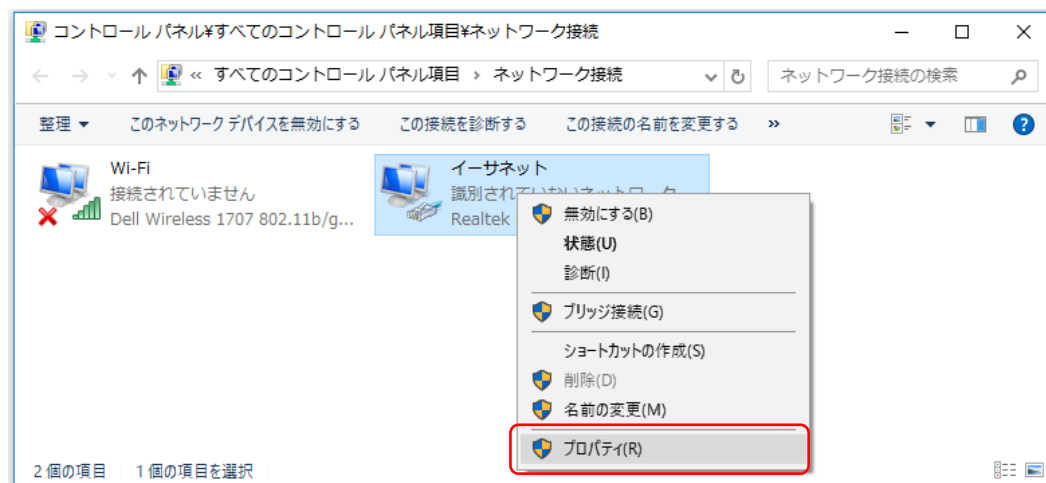 コントロール パネル¥すべてのコントロール パネル項目¥ネットワーク接続
« すべてのコントロール パネル項目 › ネットワーク接続
ネットワーク接続の検索
整理 このネットワーク デバイスを無効にする この接続を診断する この接続の名前を変更する »
Wi-Fi
接続されていません
Dell Wireless 1707 802.11b/g...
イーサネット
識別されていないネットワーク
Realtek
無効にする(B)
状態(U)
診断(I)
ブリッジ接続(G)
ショートカットの作成(S)
削除(D)
名前の変更(M)
プロパティ(R)
2 個の項目 1 個の項目を選択